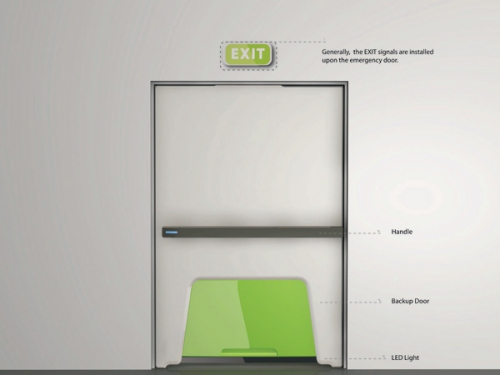 EXIT
Generally, the EXIT signals are installed
upon the emergency door.
Handle
Backup Door
LED Light